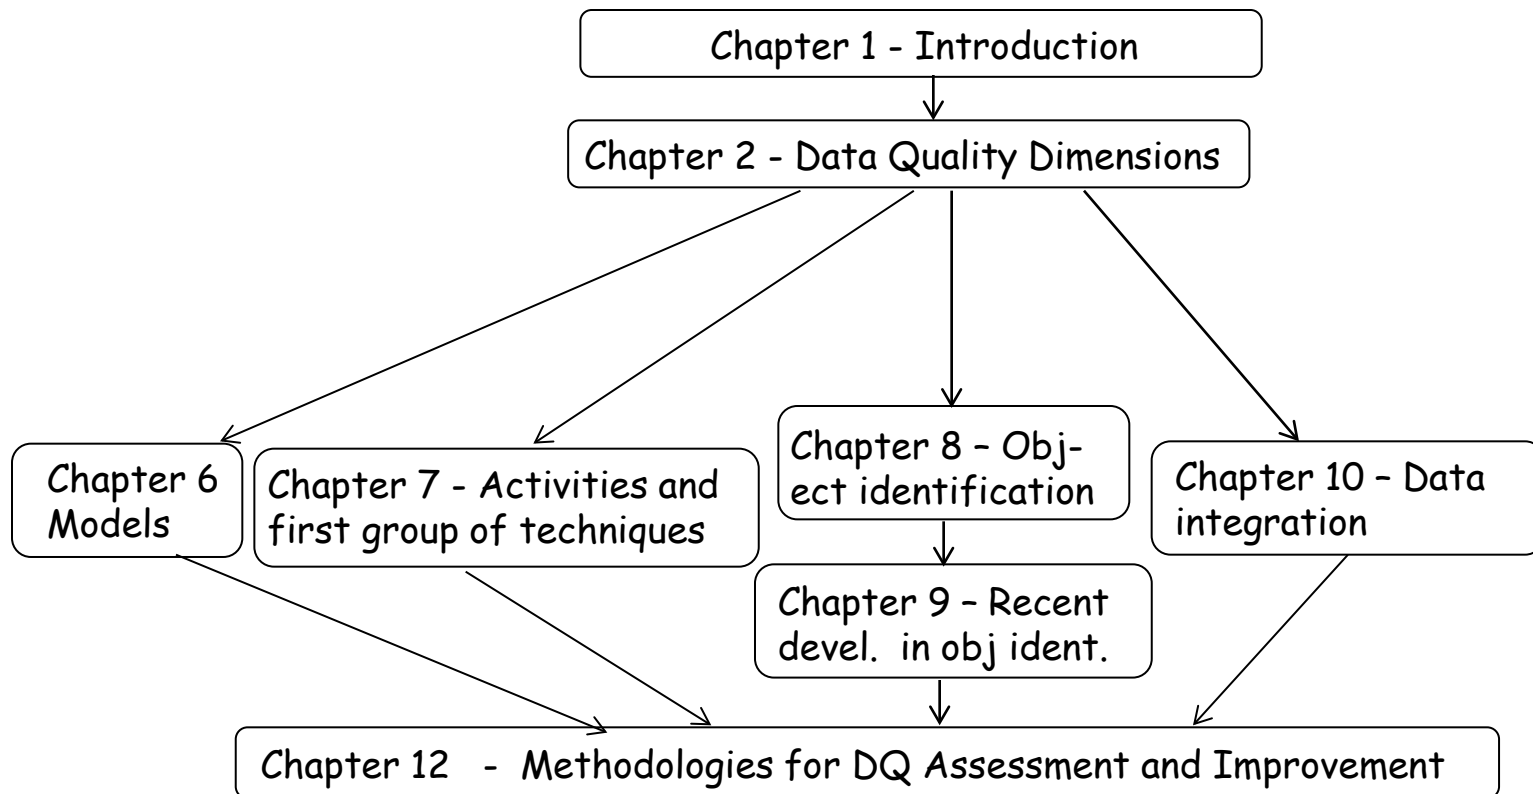 Chapter 1 - Introduction
Chapter 2 - Data Quality Dimensions
Chapter 6
Models
Chapter 7 - Activities and
first group of techniques
Chapter 8 – Obj-
ect identification
Chapter 9 – Recent
devel.  in obj ident.
Chapter 10 – Data
integration
Chapter 12   -  Methodologies for DQ Assessment and Improvement